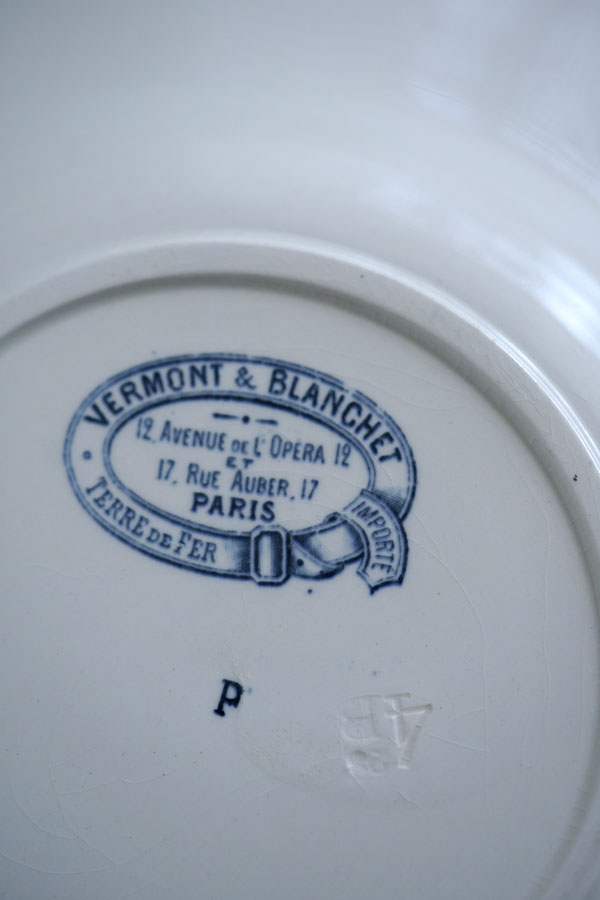 VERMONT & BLANCHET
12, AVENUE DE L'OPÉRA 12
ET
17, RUE AUBER, 17
PARIS
TERRE DE FER
IMPORTÉ
P